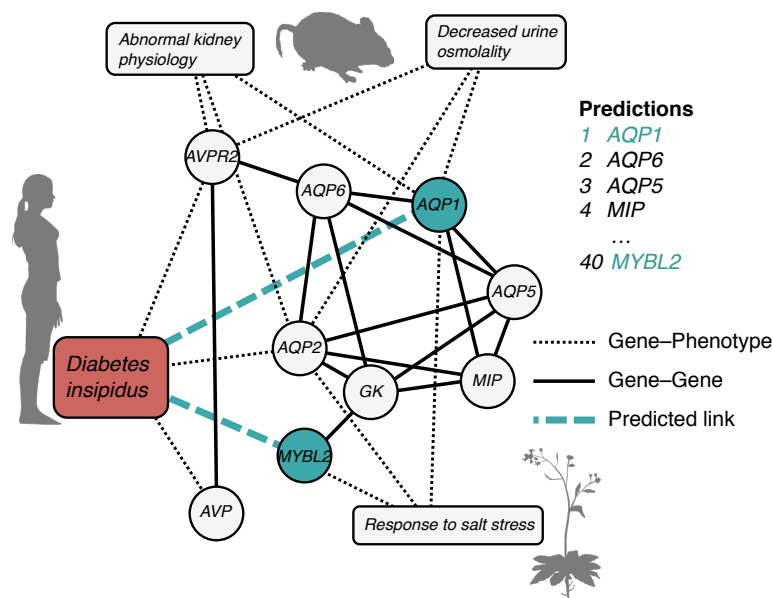 Abnormal kidney
physiology
Decreased urine
osmolality
Predictions
1 AQP1
2 AQP6
3 AQP5
4 MIP
...
40 MYBL2
AVPR2
AQP6
AQP1
AQP5
AQP2
GK
MIP
Diabetes
insipidus
MYBL2
AVP
Response to salt stress
Gene–Phenotype
Gene–Gene
Predicted link